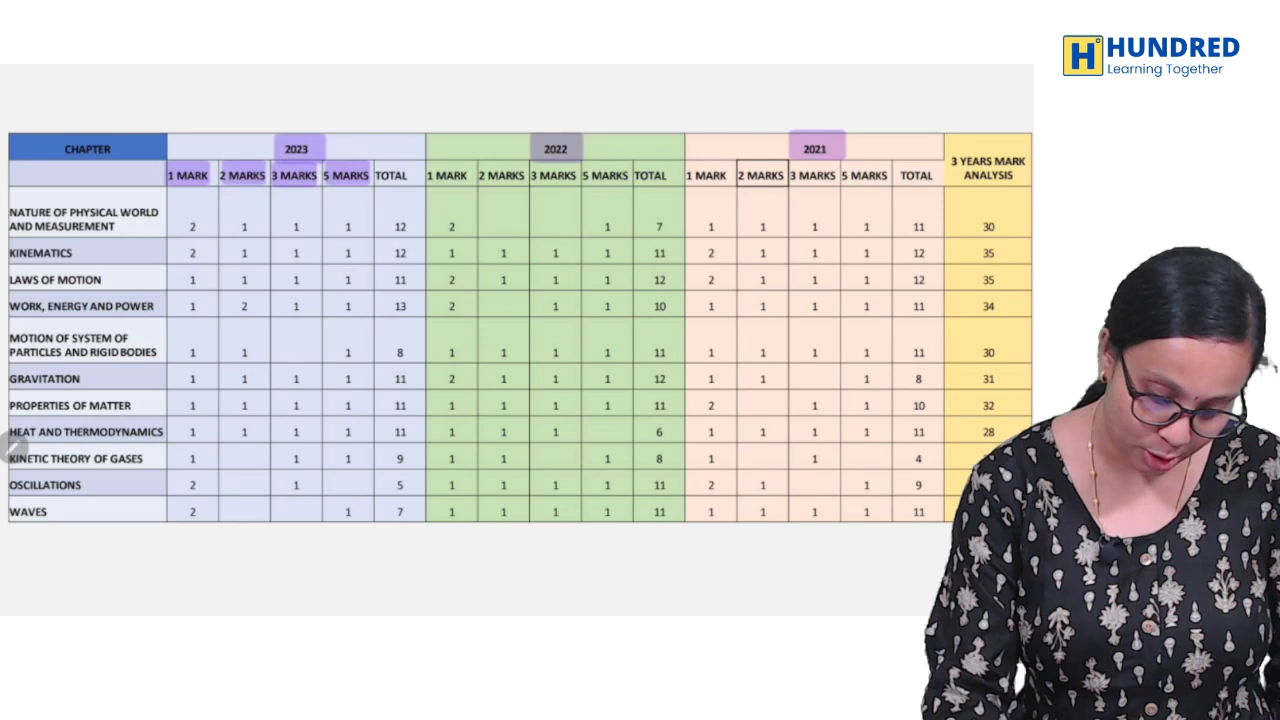 HUNDRED
Learning Together
CHAPTER 2023 2022 2021 3 YEARS MARK ANALYSIS
1 MARK 2 MARKS 3 MARKS 5 MARKS TOTAL 1 MARK 2 MARKS 3 MARKS 5 MARKS TOTAL 1 MARK 2 MARKS 3 MARKS 5 MARKS TOTAL
NATURE OF PHYSICAL WORLD
AND MEASUREMENT 2 1 1 1 12 2 1 7 1 1 1 1 11 30
KINEMATICS 2 1 1 1 12 1 1 1 1 11 2 1 1 1 12 35
LAWS OF MOTION 1 1 1 1 11 2 1 1 1 12 2 1 1 1 12 35
WORK, ENERGY AND POWER 1 2 1 1 13 2 1 1 10 1 1 1 1 11 34
MOTION OF SYSTEM OF
PARTICLES AND RIGID BODIES 1 1 1 8 1 1 1 1 11 1 1 1 1 11 30
GRAVITATION 1 1 1 1 11 2 1 1 1 12 1 1 1 8 31
PROPERTIES OF MATTER 1 1 1 1 11 1 1 1 1 11 2 1 1 10 32
HEAT AND THERMODYNAMICS 1 1 1 1 11 1 1 1 6 1 1 1 1 11 28
KINETIC THEORY OF GASES 1 1 1 9 1 1 1 8 1 1 4
OSCILLATIONS 2 1 5 1 1 1 1 11 2 1 1 9
WAVES 2 1 7 1 1 1 1 11 1 1 1 1 11